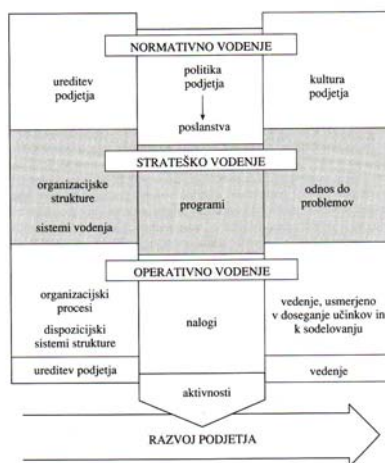 NORMATIVNO VODENJE
ureditev
podjetja
politika
podjetja
poslanstva
kultura
podjetja
STRATEŠKO VODENJE
organizacijske
strukture
sistemi vodenja
programi
odnos do
problemov
OPERATIVNO VODENJE
organizacijski
procesi
dispozicijski
sistemi strukture
nalogi
vedenje, usmerjeno
v doseganje učinkov in
k sodelovanju
ureditev podjetja
aktivnosti
vedenje
RAZVOJ PODJETJA